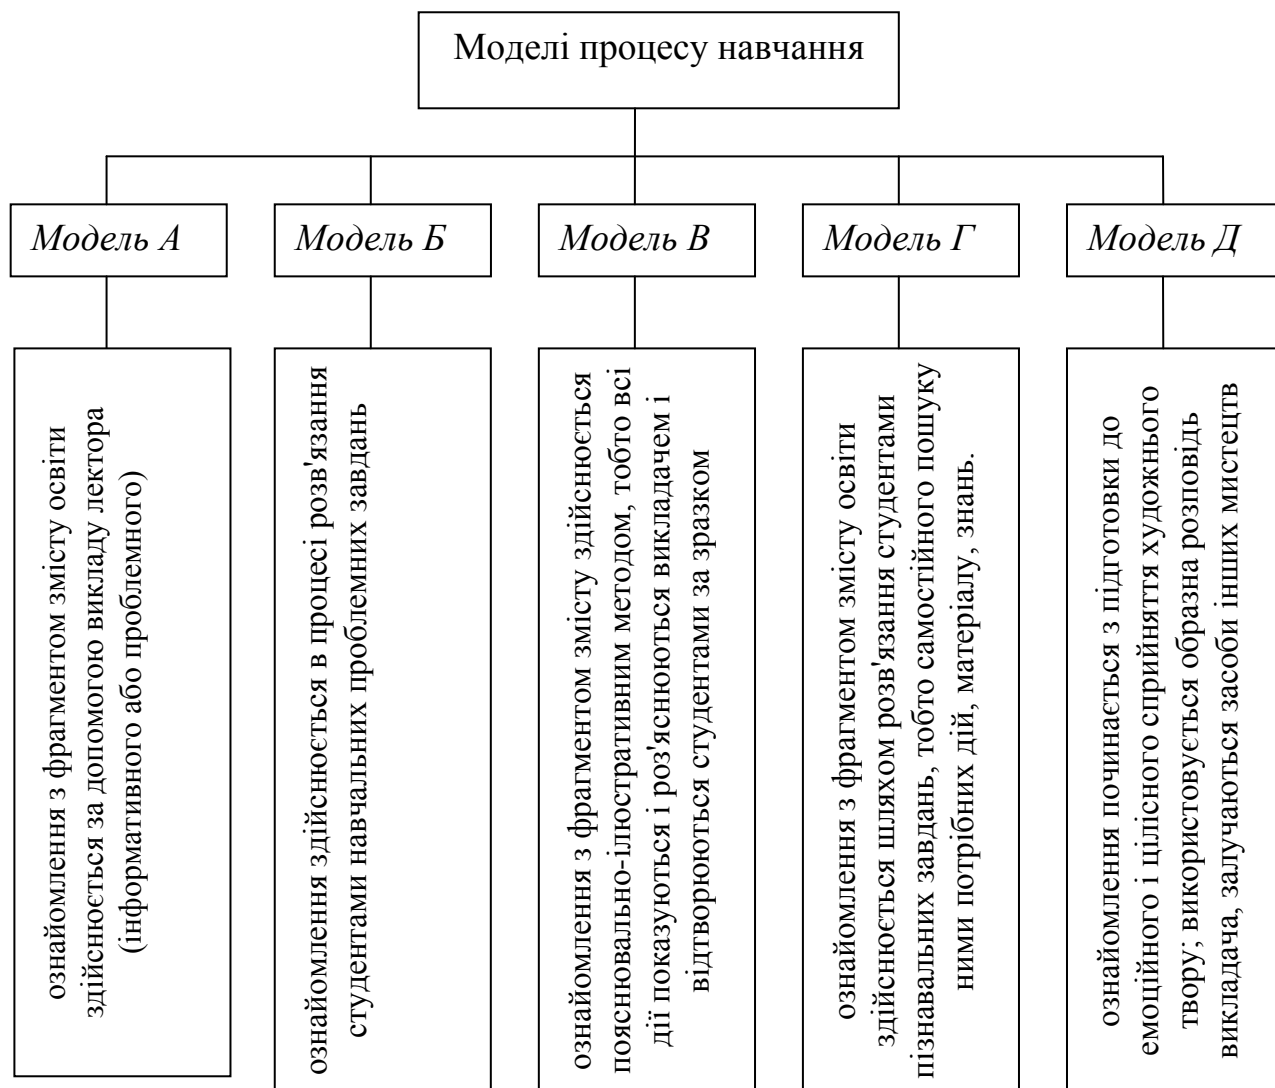 Моделі процесу навчання
Модель А
Модель Б
Модель В
Модель Г
Модель Д
ознайомлення з фрагментом змісту освіти
здійснюється за допомогою викладу лектора
(інформативного або проблемного)
ознайомлення здійснюється в процесі розв'язання
студентами навчальних проблемних завдань
ознайомлення з фрагментом змісту здійснюється
пояснювально-ілюстративним методом, тобто всі
дії показуються і роз'яснюються викладачем і
відтворюються студентами за зразком
ознайомлення з фрагментом змісту освіти
здійснюється шляхом розв'язання студентами
пізнавальних завдань, тобто самостійного пошуку
ними потрібних дій, матеріалу, знань.
ознайомлення починається з підготовки до
емоційного і цілісного сприйняття художнього
твору; використовується образна розповідь
викладача, залучаються засоби інших мистецтв